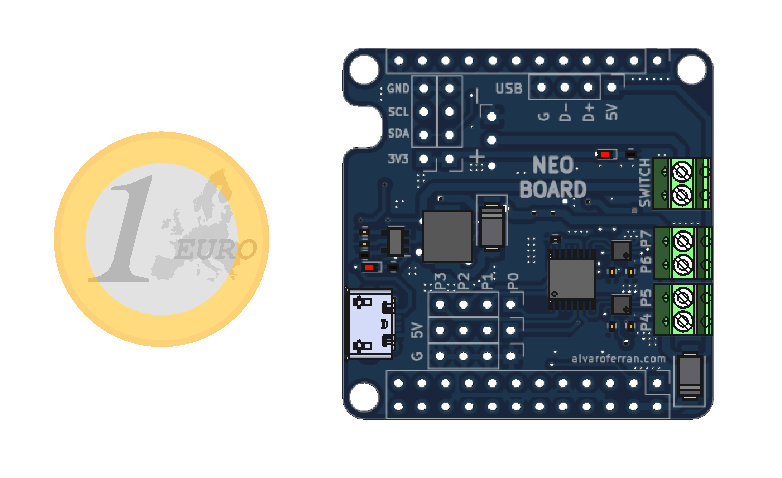 1
EURO
GND
SCL
SDA
3V3
USB
G
D-
D+
5V
NEO
BOARD
SWITCH
P6 P7
P4 P5
P3
P2
P1
P0
5V
G
alvaroferran.com